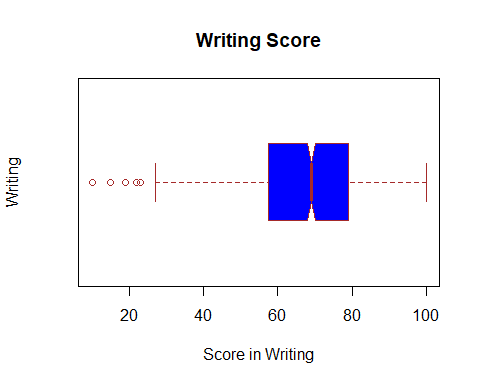 Writing Score
Writing
20 40 60 80 100
Score in Writing